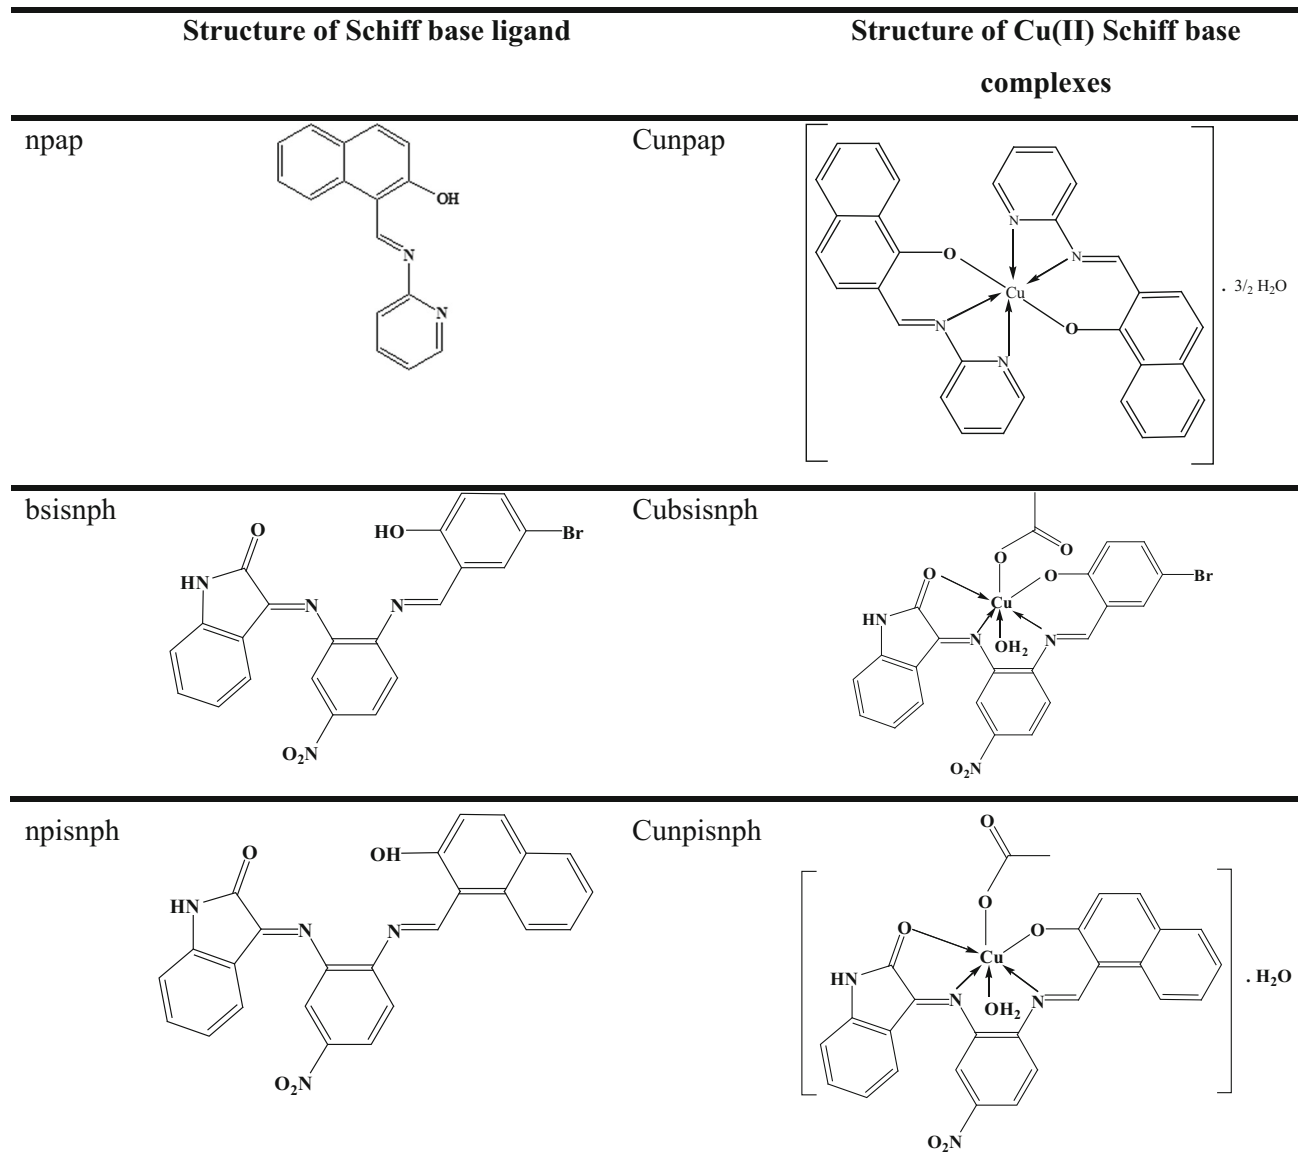 Structure of Schiff base ligand
Structure of Cu(II) Schiff base
complexes
npap
OH
N
N
Cunpap
N
N
O
Cu
O
N
N
. 3/2 H₂O
bsisnph
O
HO
Br
HN
N
N
O₂N
Cubsisnph
O
O
O
O
Br
Cu
HN
N
OH₂
N
O₂N
npisnph
O
OH
HN
N
N
O₂N
Cunpisnph
O
O
O
O
Cu
HN
N
OH₂
N
. H₂O
O₂N